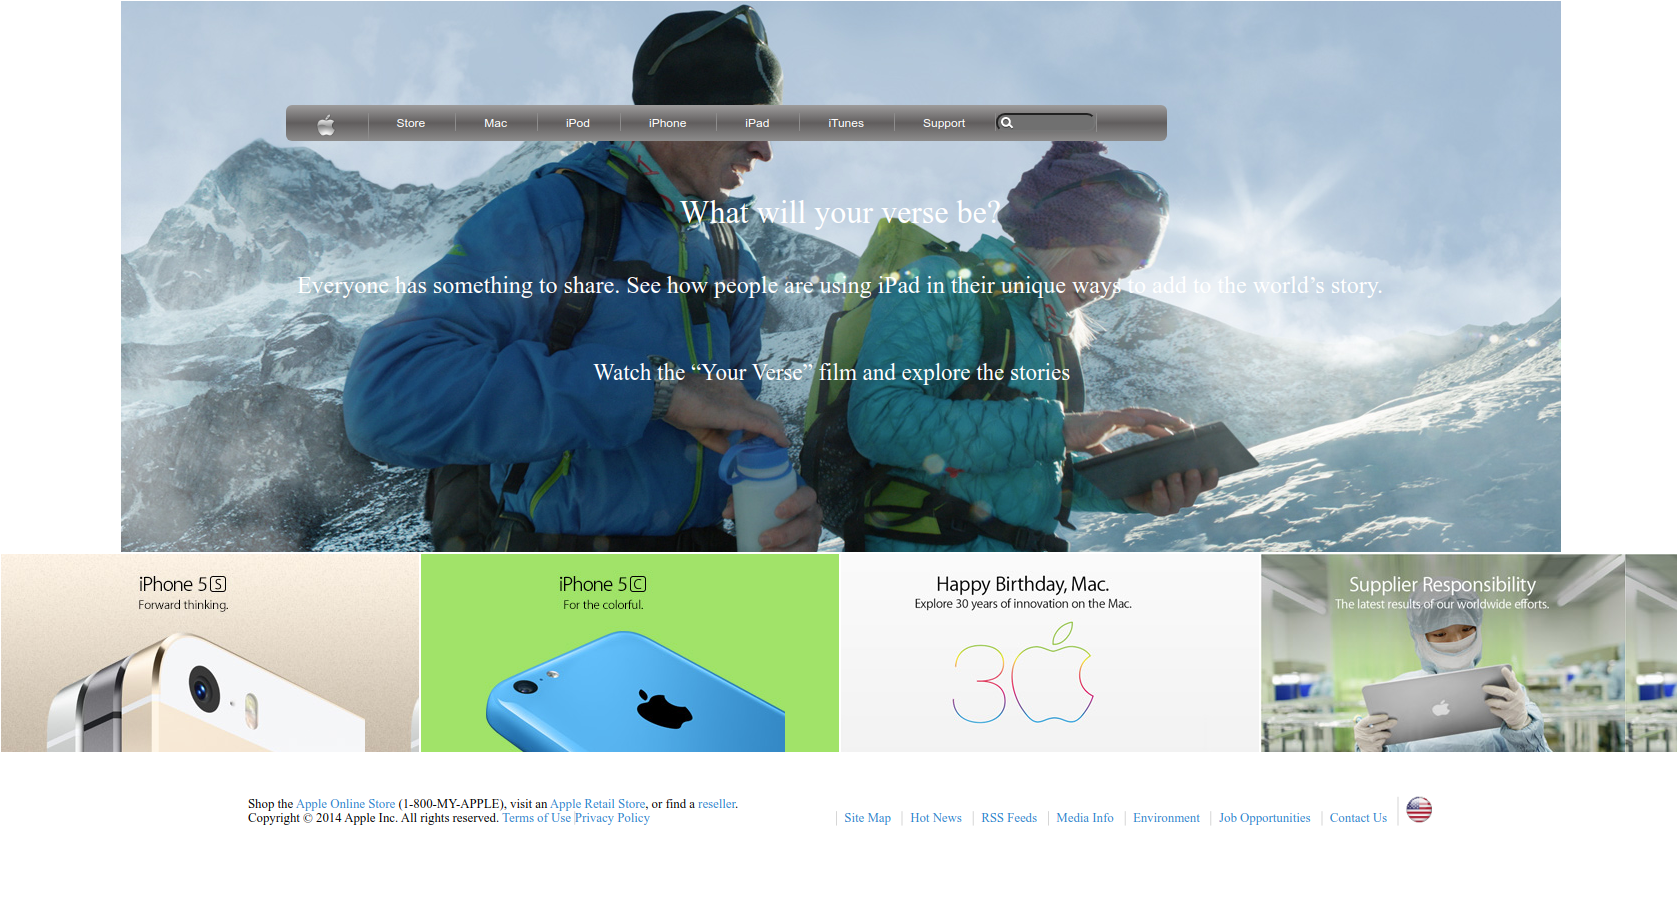 Store Mac iPod iPhone iPad iTunes Support
What will your verse be?
Everyone has something to share. See how people are using iPad in their unique ways to add to the world’s story.
Watch the “Your Verse” film and explore the stories
iPhone 5S
Forward thinking.
iPhone 5C
For the colorful.
Happy Birthday, Mac.
Explore 30 years of innovation on the Mac.
30
Supplier Responsibility
The latest results of our worldwide efforts.
Shop the Apple Online Store (1-800-MY-APPLE), visit an Apple Retail Store, or find a reseller.
Copyright © 2014 Apple Inc. All rights reserved. Terms of Use |Privacy Policy
Site Map Hot News RSS Feeds Media Info Environment Job Opportunities Contact Us